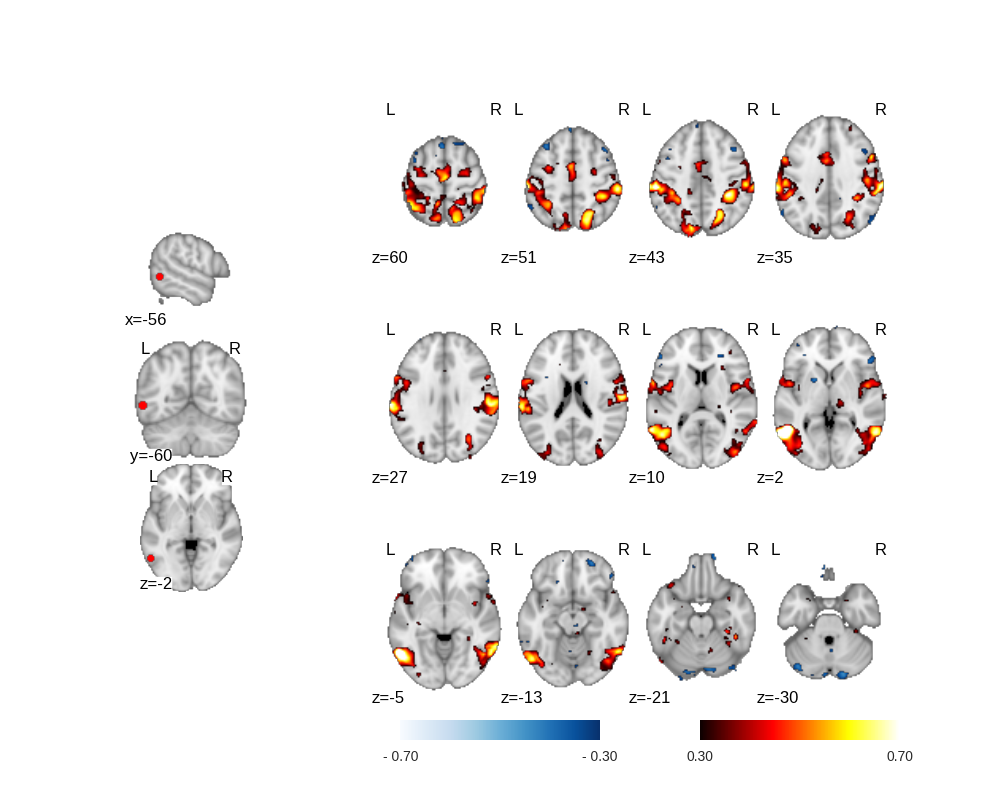 L R L R L R L R
z=60 z=51 z=43 z=35
x=-56
L R L R L R L R
L R
y=-60
L R
z=27 z=19 z=10 z=2
z=-2
L R L R L R L R
z=-5 z=-13 z=-21 z=-30
- 0.70 - 0.30 0.30 0.70